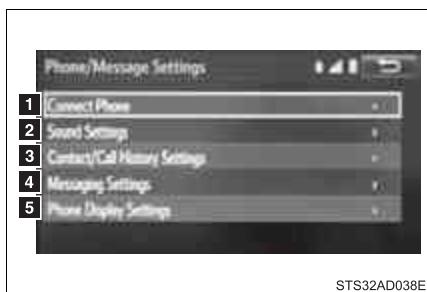 Phone/Message Settings
1 Connect Phone
2 Sound Settings
3 Contact/Call History Settings
4 Messaging Settings
5 Phone Display Settings
STS32AD038E